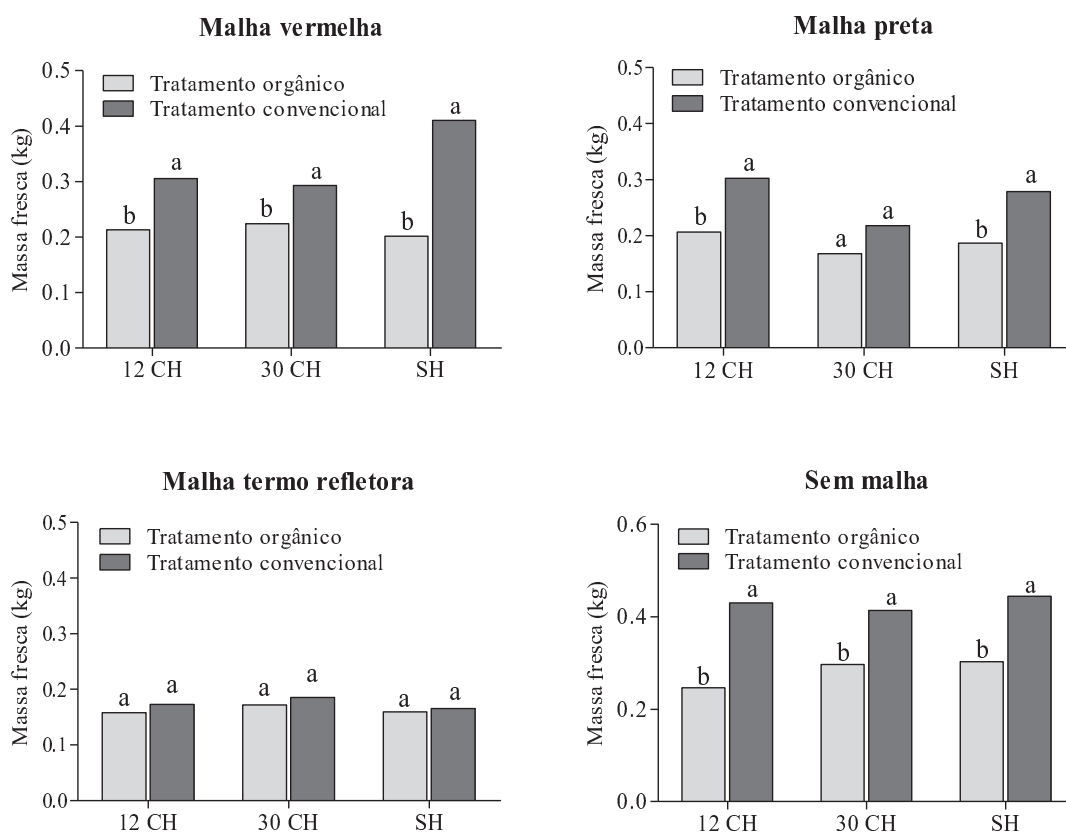 Malha vermelha
Massa fresca (kg)
0.5
0.4
0.3
0.2
0.1
0.0
Tratamento orgânico
Tratamento convencional
b
a
b
a
b
a
12 CH
30 CH
SH
Malha preta
Massa fresca (kg)
0.5
0.4
0.3
0.2
0.1
0.0
Tratamento orgânico
Tratamento convencional
b
a
a
a
b
a
12 CH
30 CH
SH
Malha termo refletora
Massa fresca (kg)
0.5
0.4
0.3
0.2
0.1
0.0
Tratamento orgânico
Tratamento convencional
a
a
a
a
a
a
12 CH
30 CH
SH
Sem malha
Massa fresca (kg)
0.6
0.4
0.2
0.0
Tratamento orgânico
Tratamento convencional
b
a
b
a
b
a
12 CH
30 CH
SH